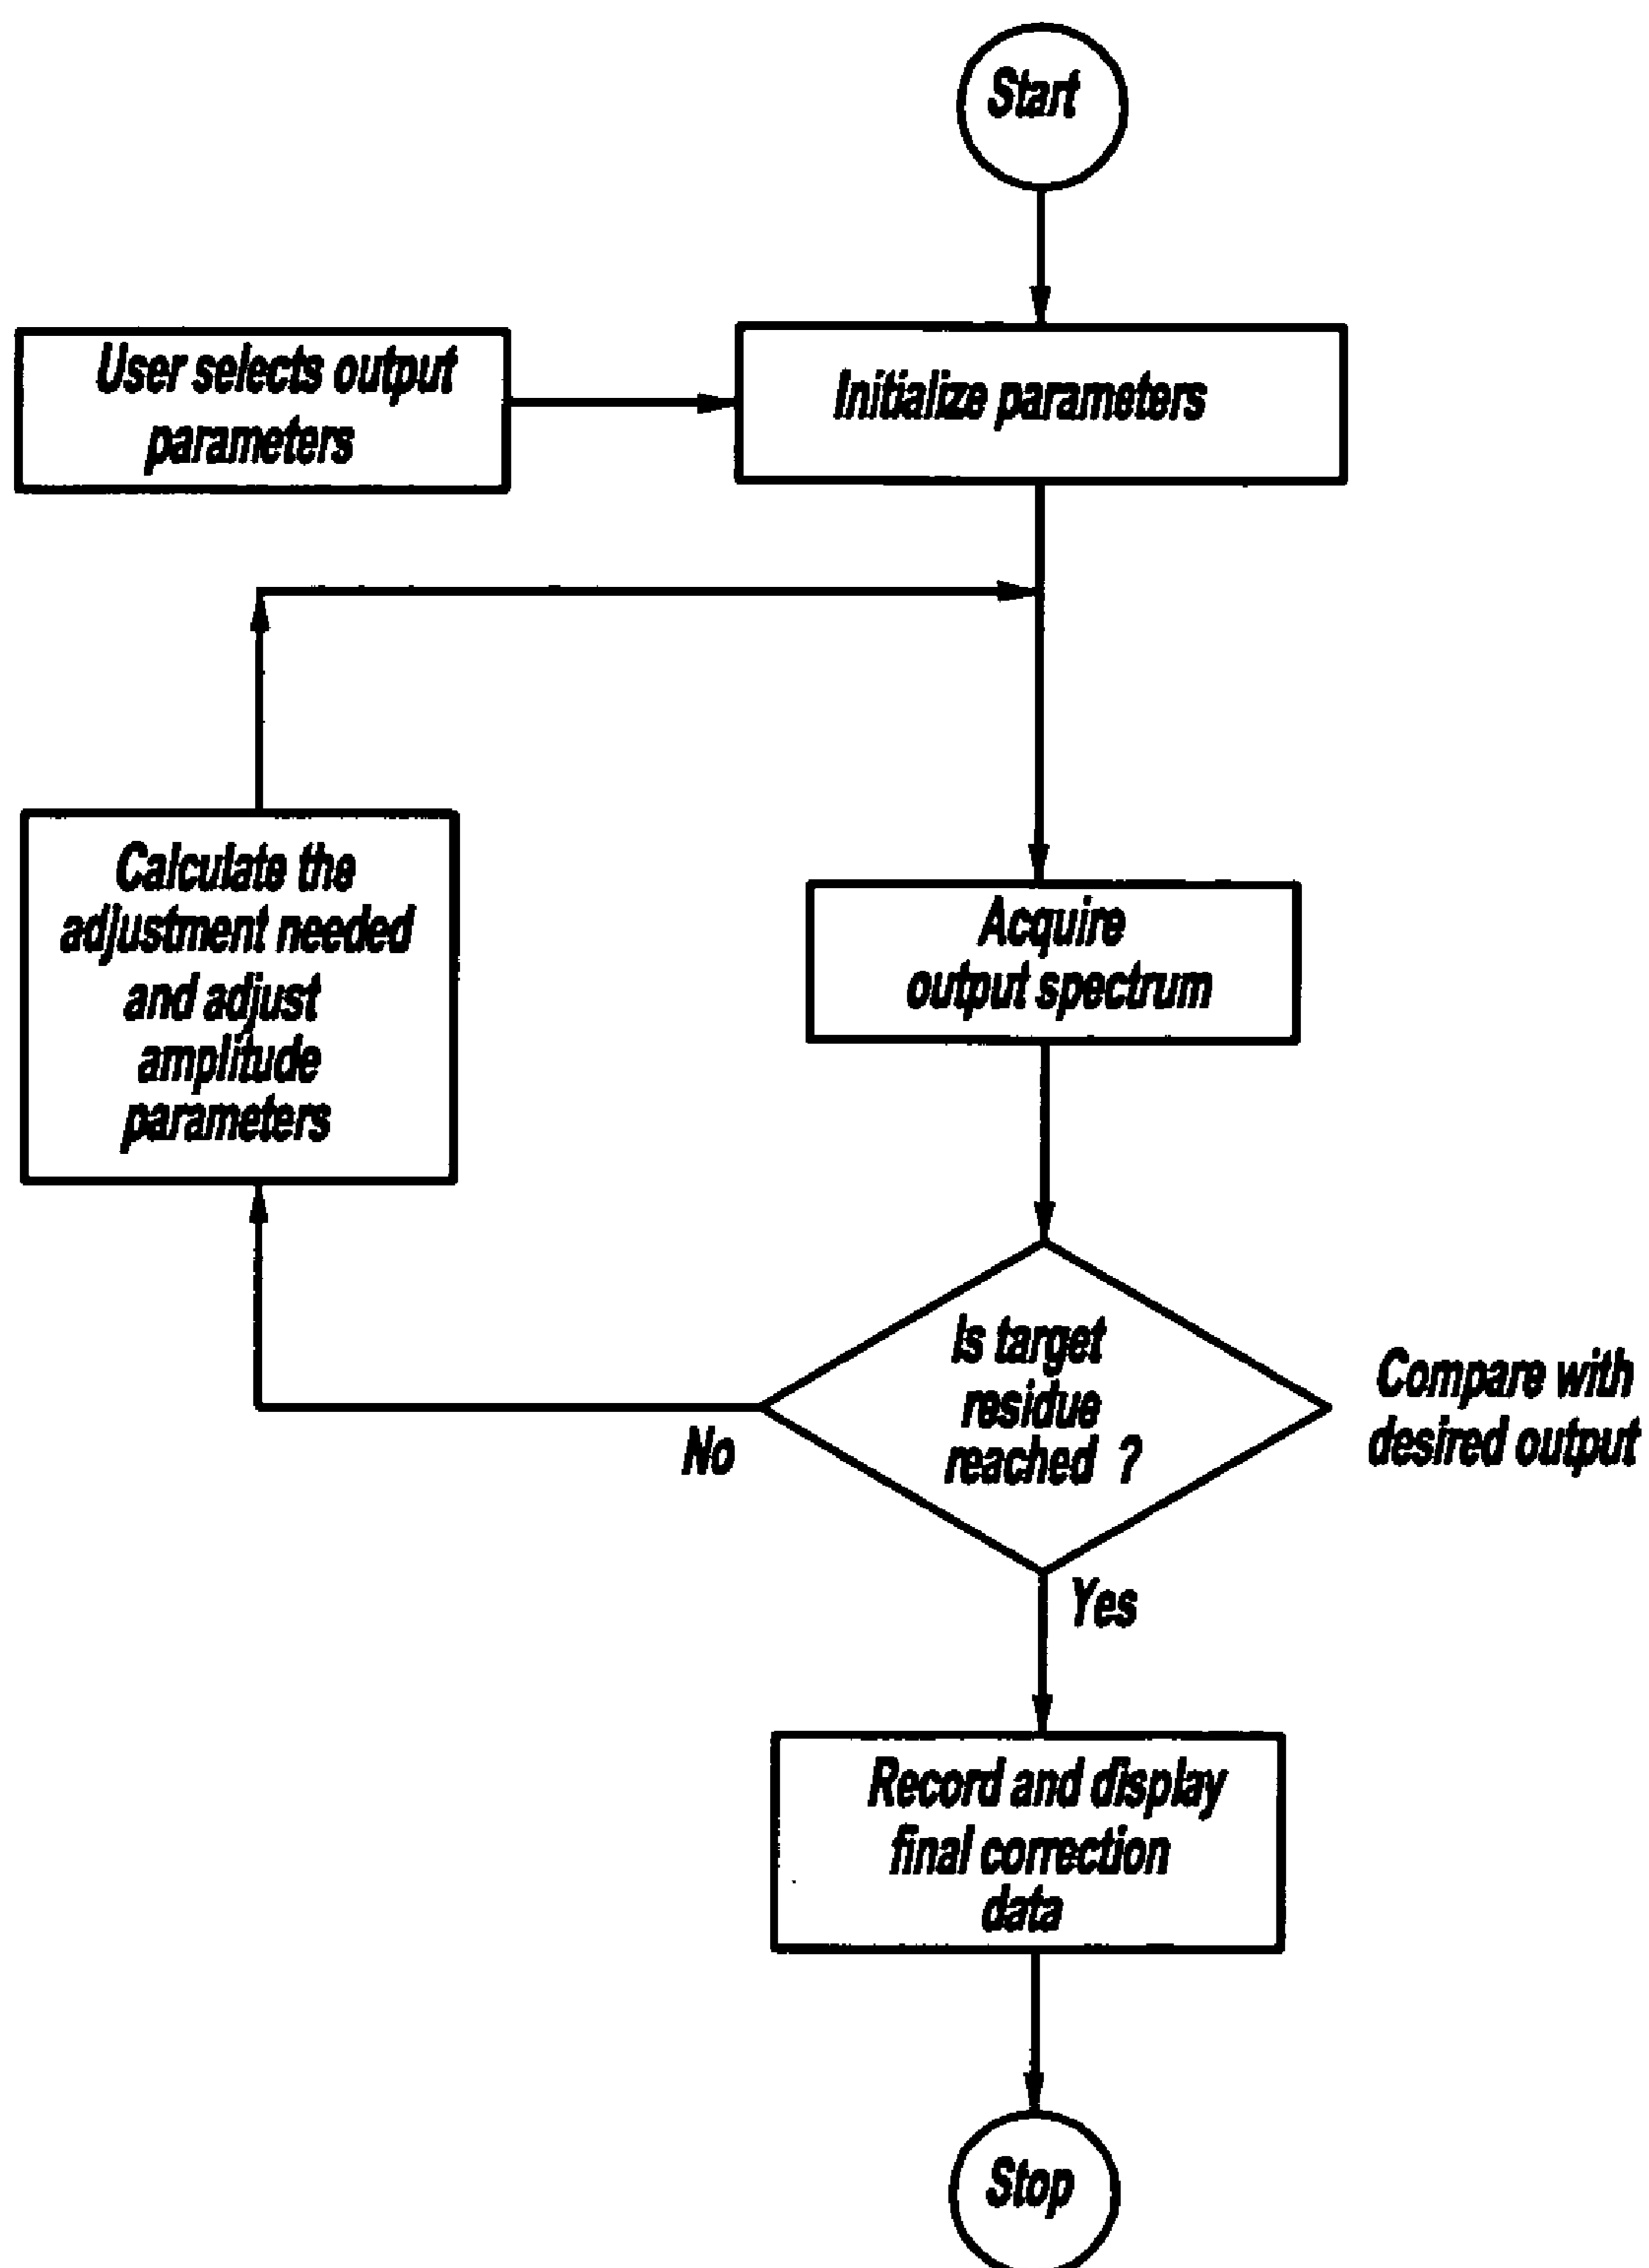 Start
User selects output
parameters
Initialize parameters
Calculate the
adjustment needed
and adjust
amplitude
parameters
Acquire
output spectrum
Is target
residue
reached ?
Compare with
desired output
No
Yes
Record and display
final correction
data
Stop